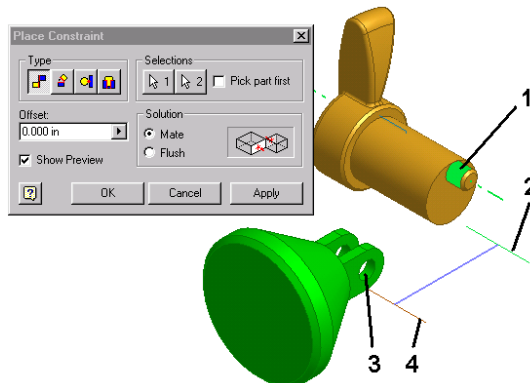 Place Constraint
Type
Selections
1 2 Pick part first
Offset:
0.000 in
Solution
Mate
Flush
Show Preview
? OK Cancel Apply
1
2
3
4